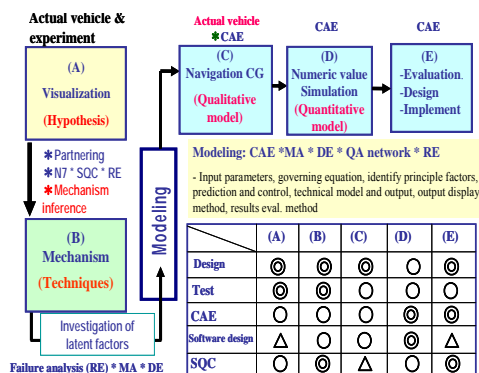 Actual vehicle &
experiment
(A)
Visualization
(Hypothesis)
*Partnering
*N7 * SQC * RE
*Mechanism
inference
(B)
Mechanism
(Techniques)
Investigation of
latent factors
Failure analysis (RE) * MA * DE
Modeling
Actual vehicle
*CAE
(C)
Navigation CG
(Qualitative
model)
CAE
(D)
Numeric value
Simulation
(Quantitative
model)
CAE
(E)
-Evaluation.
-Design
-Implement
Modeling: CAE *MA * DE * QA network * RE
- Input parameters, governing equation, identify principle factors,
prediction and control, technical model and output, output display
method, results eval. method
(A) (B) (C) (D) (E)
Design ◎ ◎ ◎ ○ ◎
Test ◎ ◎ ○ ○ ○
CAE ○ ○ ○ ◎ ◎
Software design △ ○ ○ ◎ △
SQC ○ ◎ △ ○ ◎